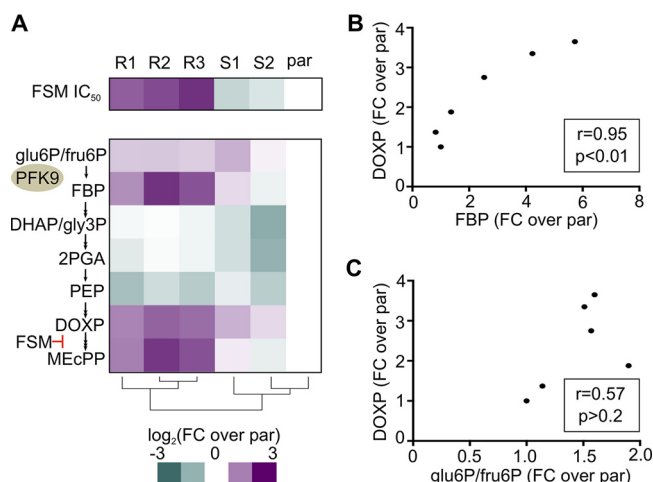 A
R1 R2 R3 S1 S2 par
FSM IC50
glu6P/fru6P
PFK9
FBP
DHAP/gly3P
2PGA
PEP
DOXP
FSM
MEcPP
log2(FC over par)
-3 0 3
B
DOXP (FC over par)
4
3
2
1
0
0 2 4 6 8
r=0.95
p<0.01
FBP (FC over par)
C
DOXP (FC over par)
4
3
2
1
0
0 0.5 1.0 1.5 2.0
r=0.57
p>0.2
glu6P/fru6P (FC over par)